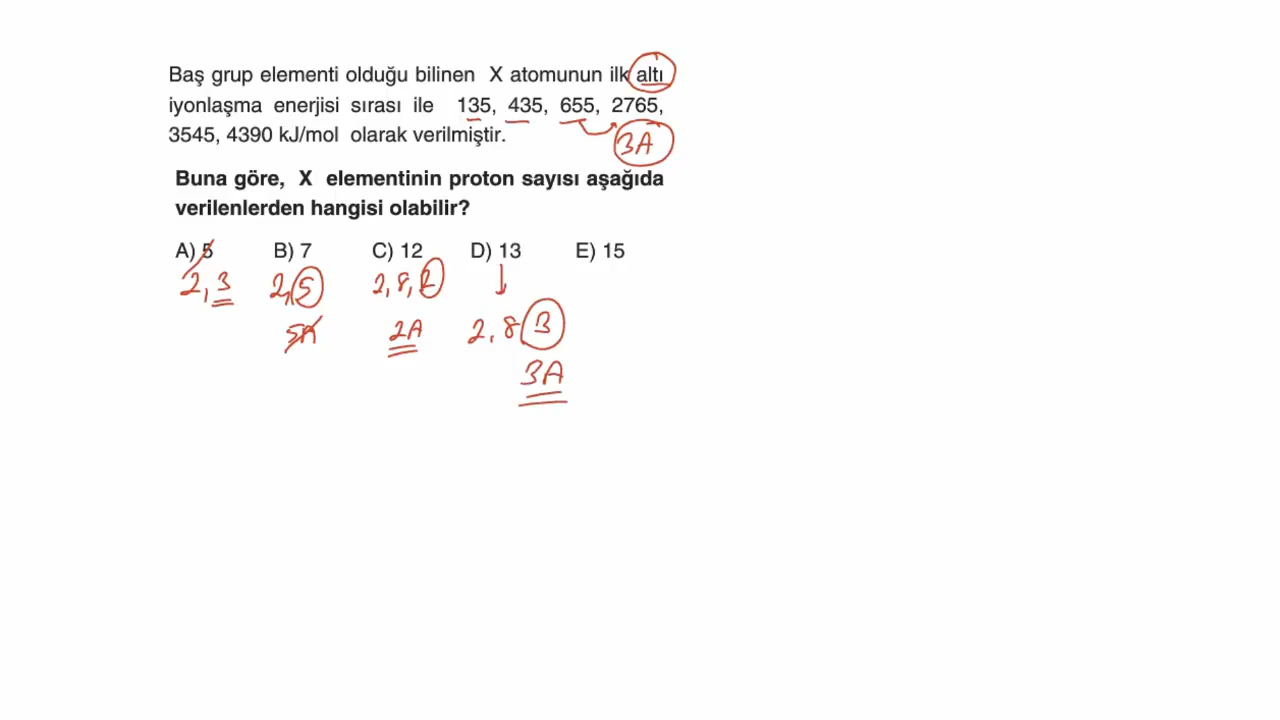 Baş grup elementi olduğu bilinen X atomunun ilk altı
iyonlaşma enerjisi sırası ile 135, 435, 655, 2765,
3545, 4390 kJ/mol olarak verilmiştir.
3A
Buna göre, X elementinin proton sayısı aşağıda
verilenlerden hangisi olabilir?
A) 5 B) 7 C) 12 D) 13 E) 15
2, 3 2, 5 2, 8, 2
5A 2A 2, 8 3
3A